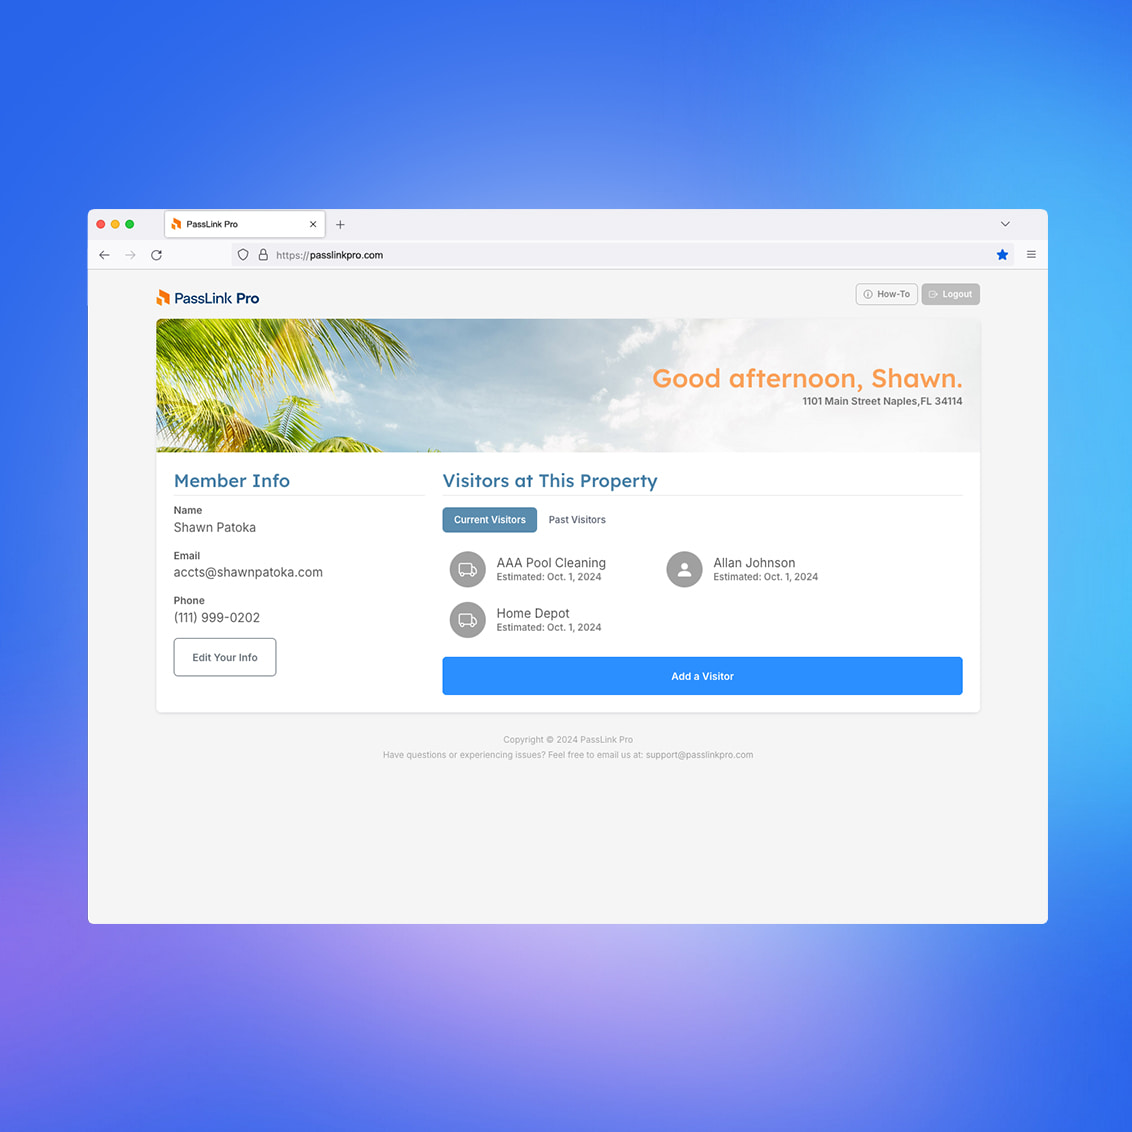 PassLink Pro
https://passlinkpro.com
PassLink Pro
How-To
Logout
Good afternoon, Shawn.
1101 Main Street Naples,FL 34114
Member Info
Name
Shawn Patoka
Email
accts@shawnpatoka.com
Phone
(111) 999-0202
Edit Your Info
Visitors at This Property
Current Visitors
Past Visitors
AAA Pool Cleaning
Estimated: Oct. 1, 2024
Allan Johnson
Estimated: Oct. 1, 2024
Home Depot
Estimated: Oct. 1, 2024
Add a Visitor
Copyright © 2024 PassLink Pro
Have questions or experiencing issues? Feel free to email us at: support@passlinkpro.com